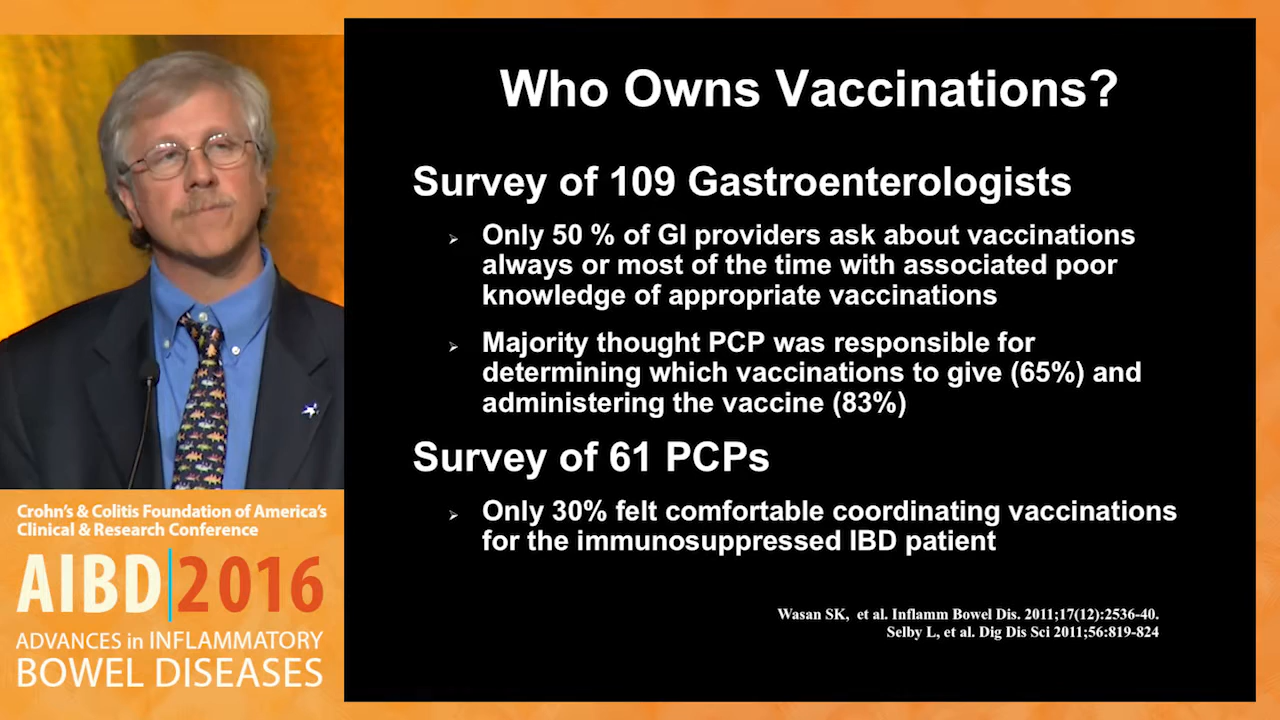 Who Owns Vaccinations?
Survey of 109 Gastroenterologists
Only 50 % of GI providers ask about vaccinations
always or most of the time with associated poor
knowledge of appropriate vaccinations
Majority thought PCP was responsible for
determining which vaccinations to give (65%) and
administering the vaccine (83%)
Survey of 61 PCPs
Only 30% felt comfortable coordinating vaccinations
for the immunosuppressed IBD patient
Wasan SK, et al. Inflamm Bowel Dis. 2011;17(12):2536-40.
Selby L, et al. Dig Dis Sci 2011;56:819-824
Crohn's & Colitis Foundation of America's
Clinical & Research Conference
AIBD|2016
ADVANCES in INFLAMMATORY
BOWEL DISEASES